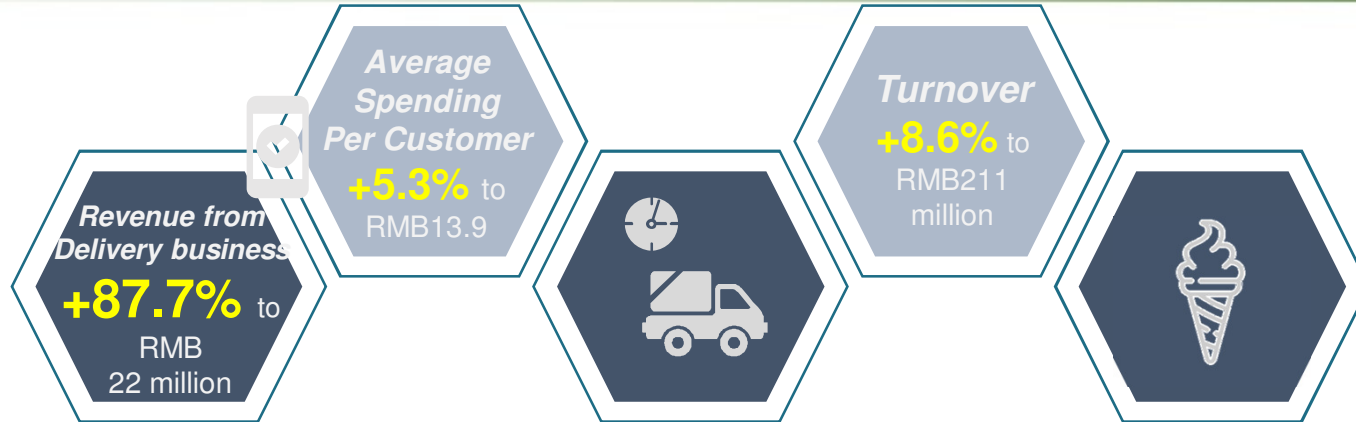 Revenue from
Delivery business
+87.7% to
RMB
22 million
Average
Spending
Per Customer
+5.3% to
RMB13.9
Turnover
+8.6% to
RMB211
million